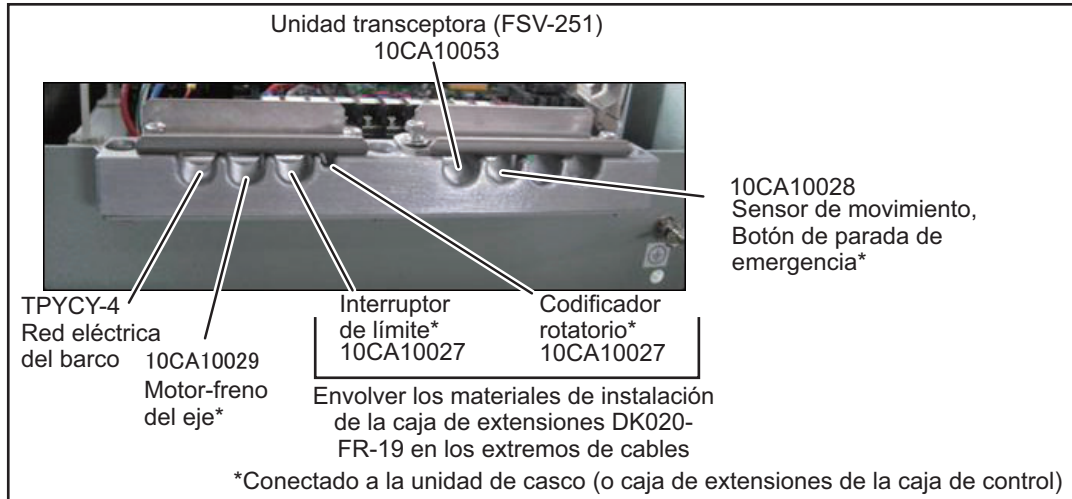 Unidad transceptora (FSV-251)
10CA10053
10CA10028
Sensor de movimiento,
Botón de parada de
emergencia*
TPYCY-4
Red eléctrica
del barco
10CA10029
Motor-freno
del eje*
Interruptor
de límite*
10CA10027
Codificador
rotatorio*
10CA10027
Envolver los materiales de instalación
de la caja de extensiones DK020-
FR-19 en los extremos de cables
*Conectado a la unidad de casco (o caja de extensiones de la caja de control)